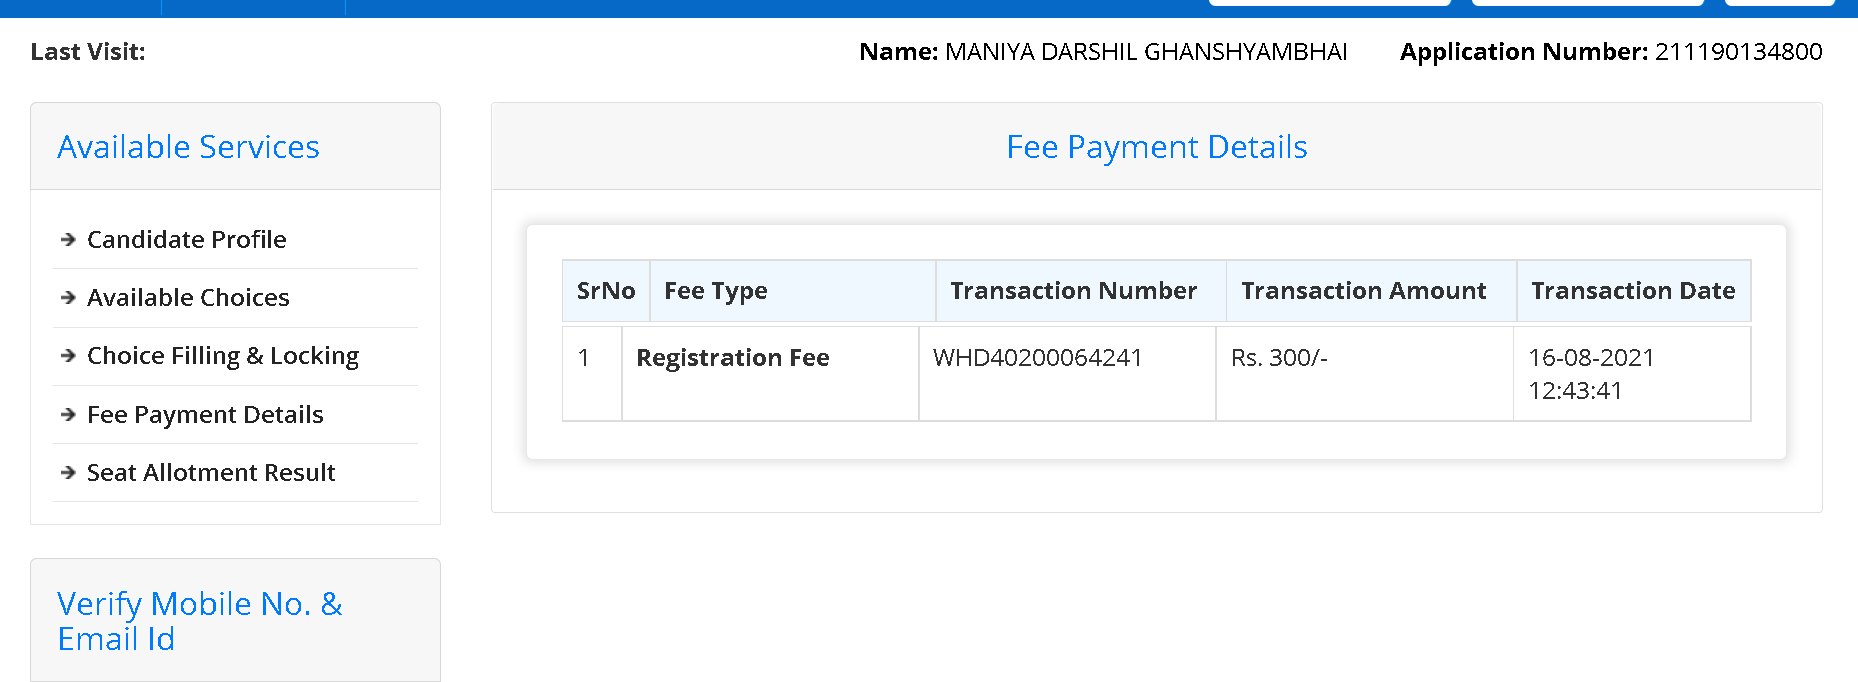 Last Visit:
Name: MANIYA DARSHIL GHANSHYAMBHAI
Application Number: 211190134800
Available Services
Candidate Profile
Available Choices
Choice Filling & Locking
Fee Payment Details
Seat Allotment Result
Verify Mobile No. &
Email Id
Fee Payment Details
SrNo Fee Type Transaction Number Transaction Amount Transaction Date
1 Registration Fee WHD40200064241 Rs. 300/- 16-08-2021
12:43:41